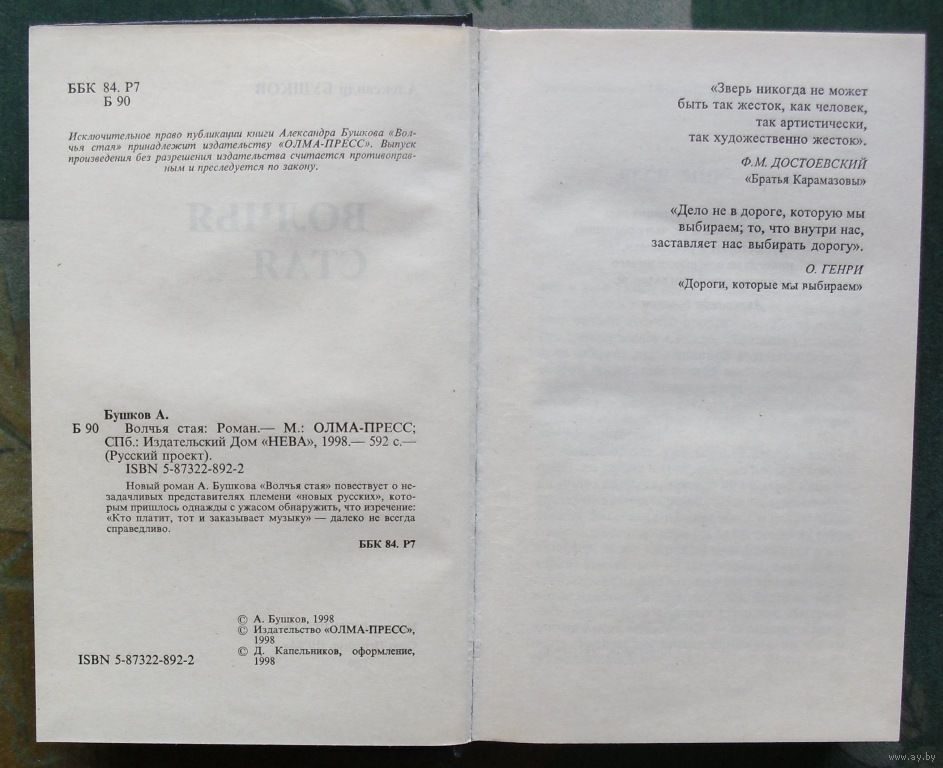 ББК 84. Р7
Б 90
Исключительное право публикации книги Александра Бушкова «Вол-
чья стая» принадлежит издательству «ОЛМА-ПРЕСС». Выпуск
произведения без разрешения издательства считается противоправ-
ным и преследуется по закону.
Бушков А.
Б 90 Волчья стая: Роман.— М.: ОЛМА-ПРЕСС;
СПб.: Издательский Дом «НЕВА», 1998.— 592 с.—
(Русский проект).
ISBN 5-87322-892-2
Новый роман А. Бушкова «Волчья стая» повествует о не-
задачливых представителях племени «новых русских», кото-
рым пришлось однажды с ужасом обнаружить, что изречение:
«Кто платит, тот и заказывает музыку» — далеко не всегда
справедливо.
ББК 84. Р7
© А. Бушков, 1998
© Издательство «ОЛМА-ПРЕСС»,
1998
© Д. Капельников, оформление,
1998
ISBN 5-87322-892-2
«Зверь никогда не может
быть так жесток, как человек,
так артистически,
так художественно жесток».
Ф.М. ДОСТОЕВСКИЙ
«Братья Карамазовы»
«Дело не в дороге, которую мы
выбираем; то, что внутри нас,
заставляет нас выбирать дорогу».
О. ГЕНРИ
«Дороги, которые мы выбираем»
www.ay.by